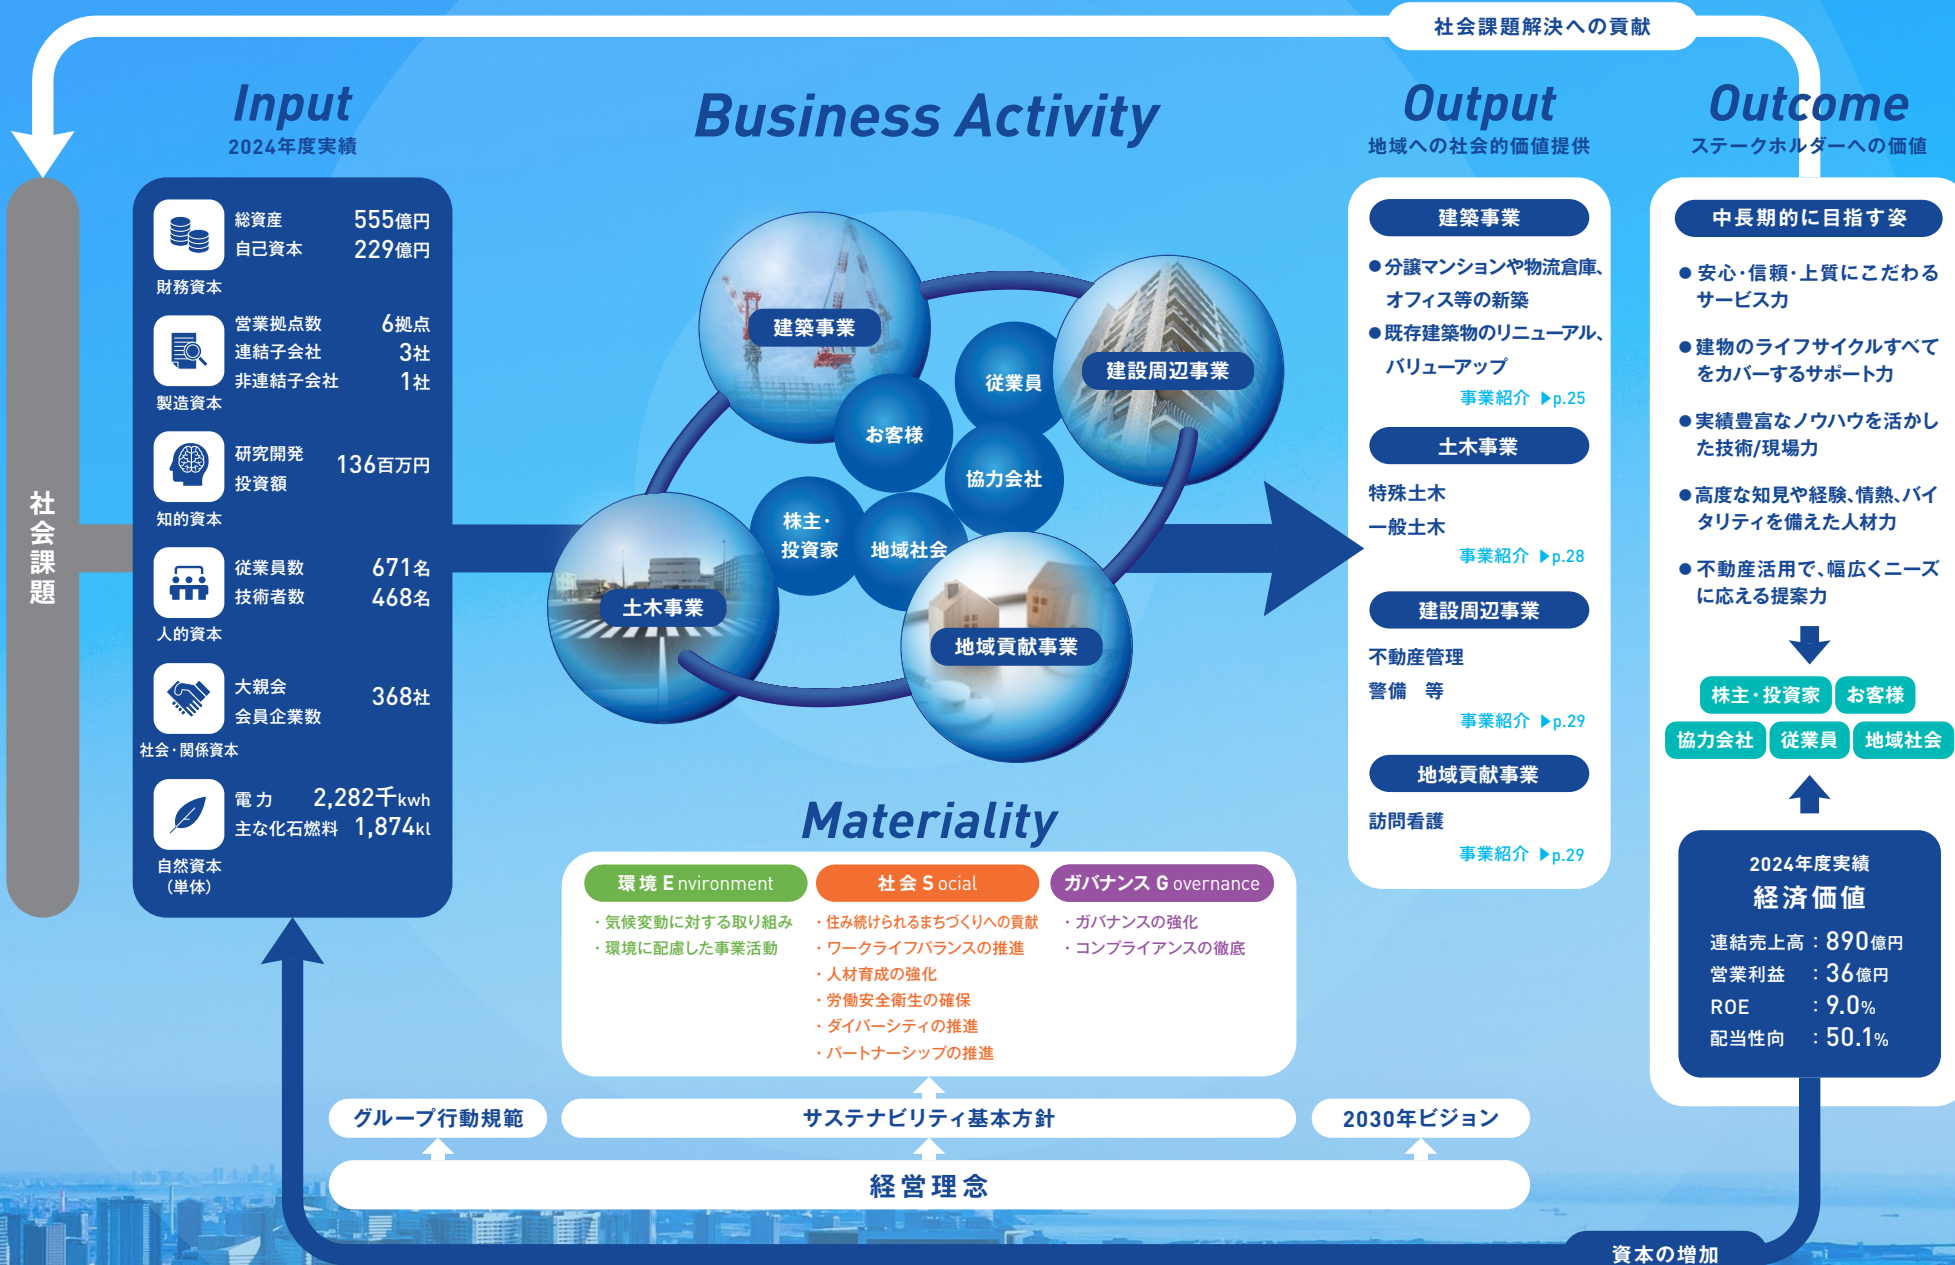 社会課題解決への貢献
Input
2024年度実績
社会課題
総資産 555億円
自己資本 229億円
財務資本
営業拠点数 6拠点
連結子会社 3社
非連結子会社 1社
製造資本
研究開発
投資額
136百万円
知的資本
従業員数 671名
技術者数 468名
人的資本
大親会
会員企業数
368社
社会・関係資本
電力 2,282千kwh
主な化石燃料 1,874kl
自然資本
（単体）
Business Activity
建築事業
建設周辺事業
従業員
お客様
協力会社
株主・
投資家
地域社会
土木事業
地域貢献事業
Materiality
環境 Environment
・気候変動に対する取り組み
・環境に配慮した事業活動
社会 Social
・住み続けられるまちづくりへの貢献
・ワークライフバランスの推進
・人材育成の強化
・労働安全衛生の確保
・ダイバーシティの推進
・パートナーシップの推進
ガバナンス Governance
・ガバナンスの強化
・コンプライアンスの徹底
グループ行動規範
サステナビリティ基本方針
2030年ビジョン
経営理念
Output
地域への社会的価値提供
建築事業
●分譲マンションや物流倉庫、
オフィス等の新築
●既存建築物のリニューアル、
バリューアップ
事業紹介 ▶p.25
土木事業
特殊土木
一般土木
事業紹介 ▶p.28
建設周辺事業
不動産管理
警備 等
事業紹介 ▶p.29
地域貢献事業
訪問看護
事業紹介 ▶p.29
Outcome
ステークホルダーへの価値
中長期的に目指す姿
●安心・信頼・上質にこだわる
サービス力
●建物のライフサイクルすべて
をカバーするサポート力
●実績豊富なノウハウを活かし
た技術/現場力
●高度な知見や経験、情熱、バイ
タリティを備えた人材力
●不動産活用で、幅広くニーズ
に応える提案力
株主・投資家 お客様
協力会社 従業員 地域社会
2024年度実績
経済価値
連結売上高：890億円
営業利益：36億円
ROE：9.0%
配当性向：50.1%
資本の増加